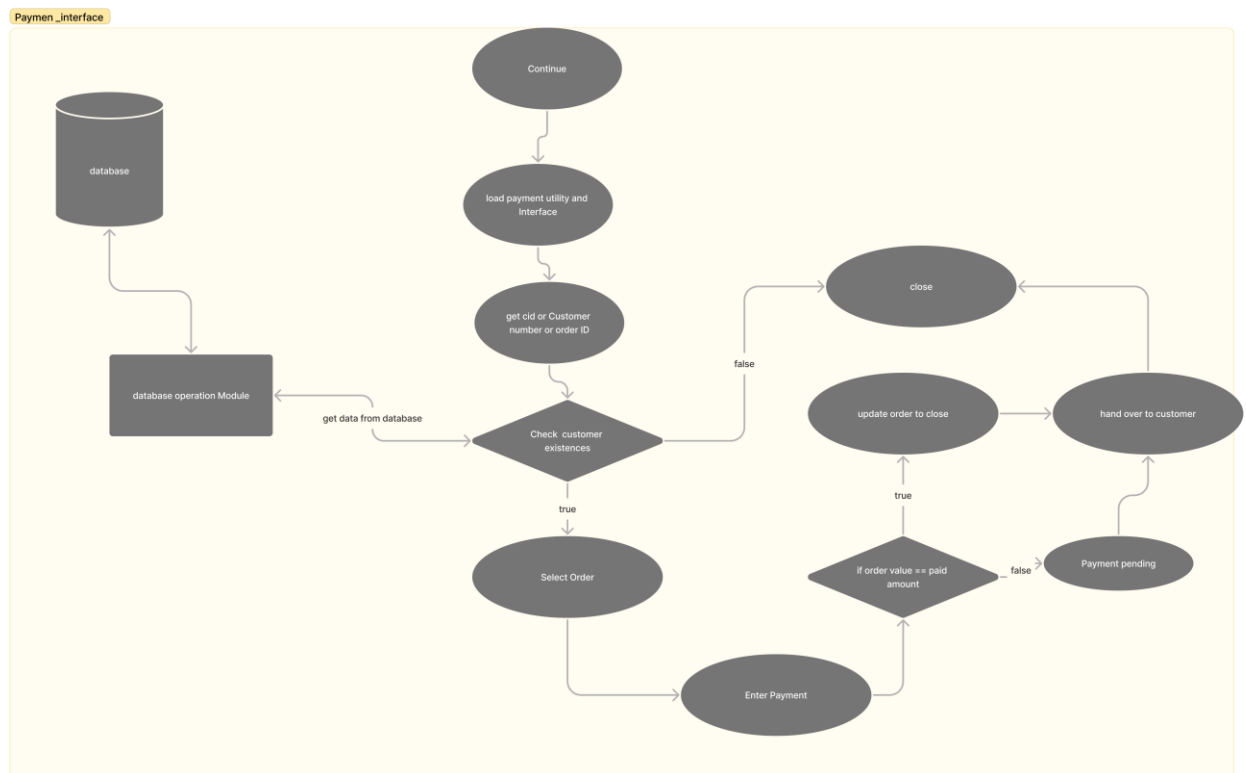 Paymen _interface
Continue
database
load payment utility and
Interface
get cid or Customer
number or order ID
close
false
database operation Module
get data from database
Check customer
existences
update order to close
hand over to customer
true
true
Select Order
if order value == paid
amount
false
Payment pending
Enter Payment